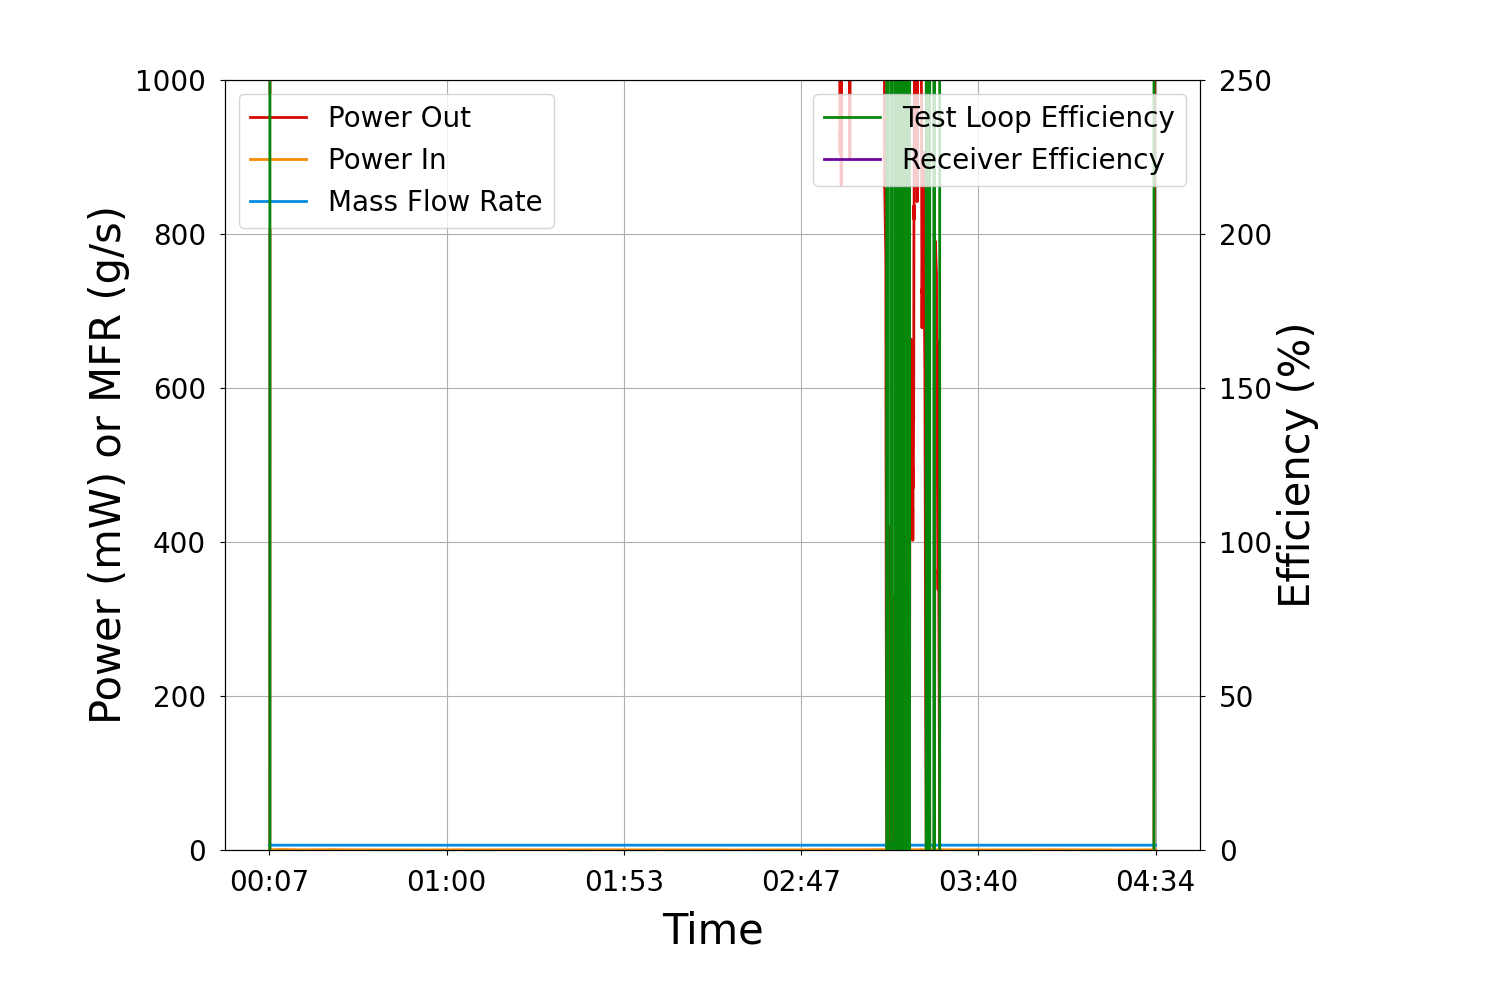 1000
800
600
400
200
0
Power (mW) or MFR (g/s)
Power Out
Power In
Mass Flow Rate
Test Loop Efficiency
Receiver Efficiency
250
200
150
100
50
0
Efficiency (%)
00:07 01:00 01:53 02:47 03:40 04:34
Time